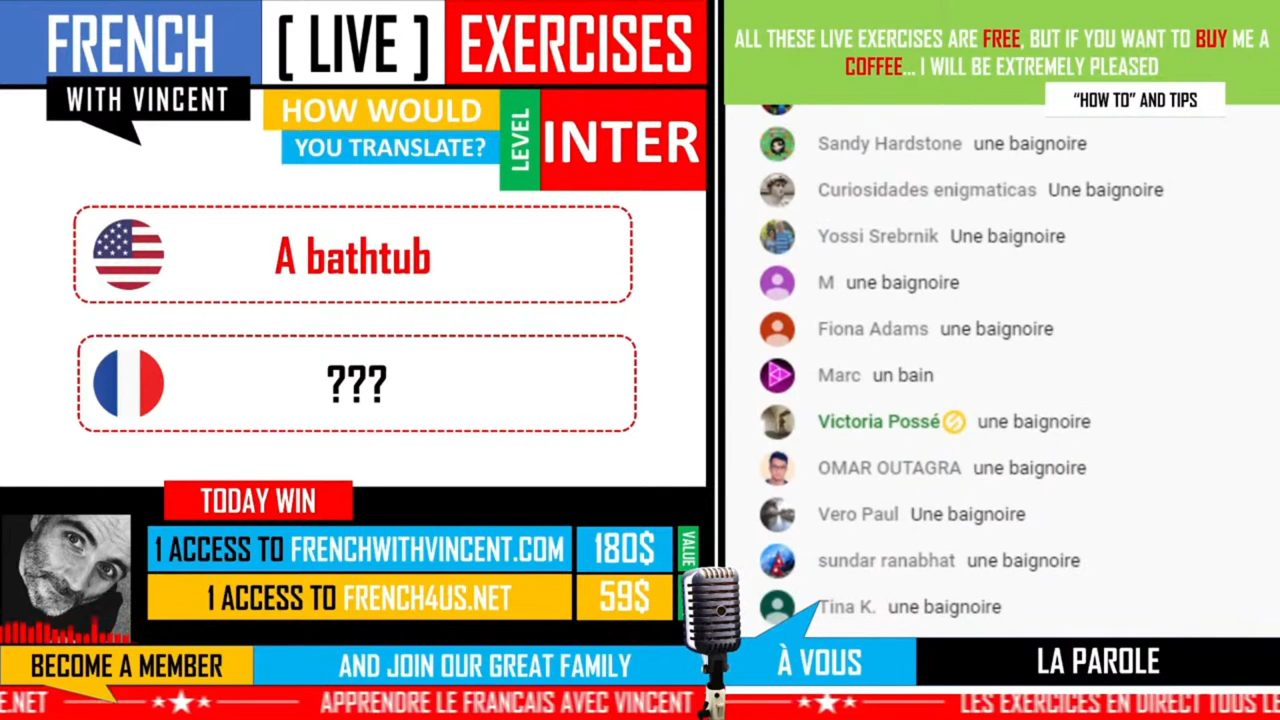 FRENCH
[ LIVE ]
EXERCISES
WITH VINCENT
HOW WOULD
YOU TRANSLATE?
LEVEL
INTER
A bathtub
???
TODAY WIN
1 ACCESS TO FRENCHWITHVINCENT.COM 180$
1 ACCESS TO FRENCH4US.NET 59$
VALUE
BECOME A MEMBER
AND JOIN OUR GREAT FAMILY
ALL THESE LIVE EXERCISES ARE FREE, BUT IF YOU WANT TO BUY ME A
COFFEE... I WILL BE EXTREMELY PLEASED
“HOW TO” AND TIPS
Sandy Hardstone une baignoire
Curiosidades enigmaticas Une baignoire
Yossi Srebrnik Une baignoire
M une baignoire
Fiona Adams une baignoire
Marc un bain
Victoria Possé une baignoire
OMAR OUTAGRA une baignoire
Vero Paul Une baignoire
sundar ranabhat une baignoire
Tina K. une baignoire
À VOUS
LA PAROLE
E.NET
APPRENDRE LE FRANCAIS AVEC VINCENT
LES EXERCICES EN DIRECT TOUS LE